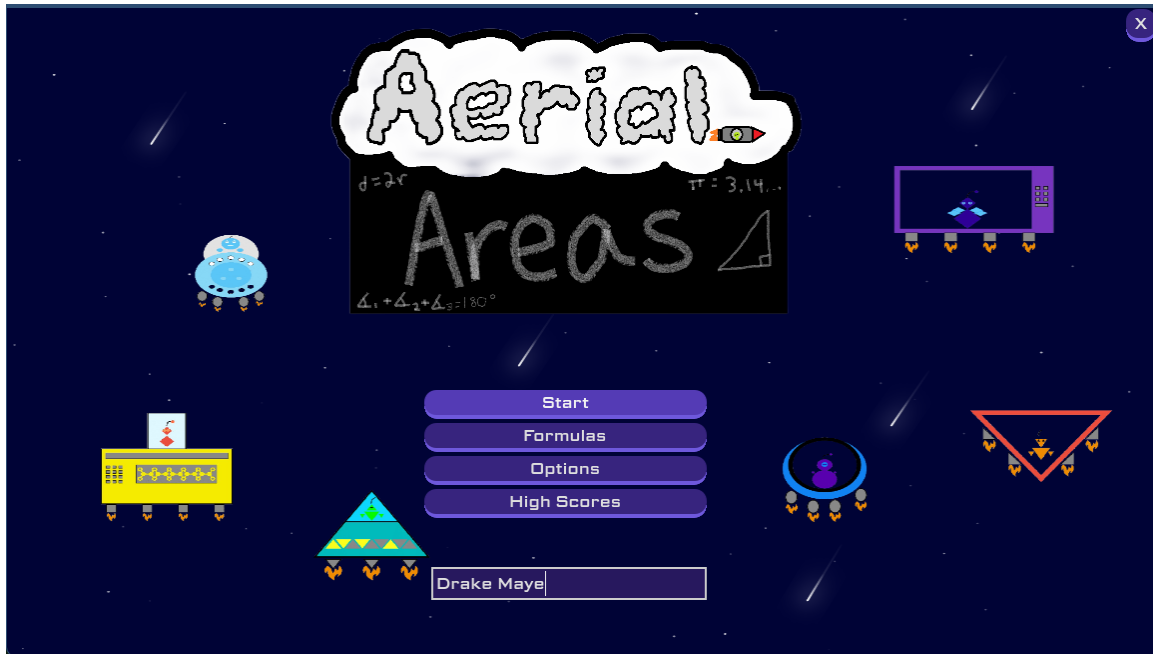 X
Aerial
d=2r
π = 3.14...
Areas
∡₁+∡₂+∡₃=180°
Start
Formulas
Options
High Scores
Drake Maye